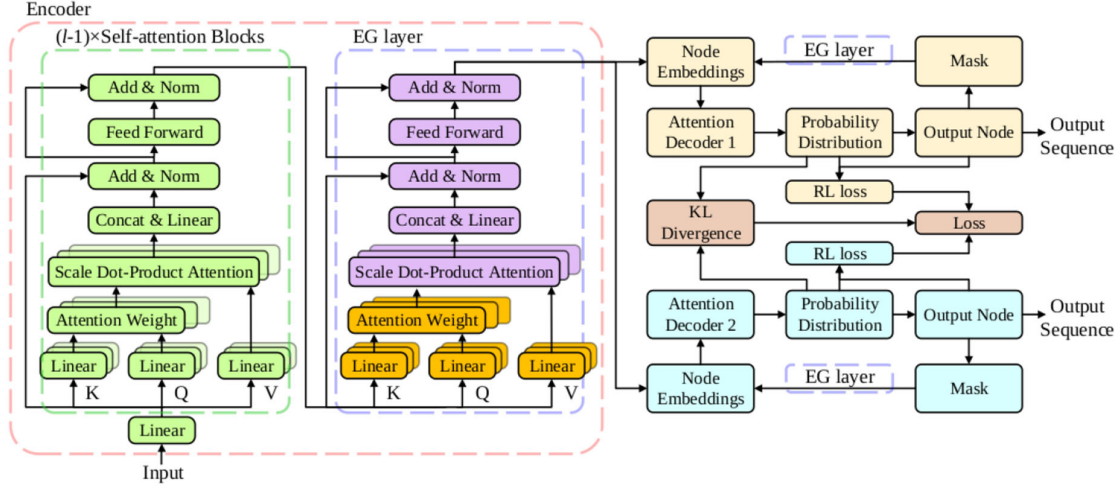 Encoder
(l-1)×Self-attention Blocks
Add & Norm
Feed Forward
Add & Norm
Concat & Linear
Scale Dot-Product Attention
Attention Weight
Linear
Linear
Linear
K
Q
V
Linear
Input
EG layer
Add & Norm
Feed Forward
Add & Norm
Concat & Linear
Scale Dot-Product Attention
Attention Weight
Linear
Linear
Linear
K
Q
V
Node
Embeddings
EG layer
Mask
Attention
Decoder 1
Probability
Distribution
Output Node
Output
Sequence
RL loss
KL
Divergence
Loss
RL loss
Attention
Decoder 2
Probability
Distribution
Output Node
Output
Sequence
Node
Embeddings
EG layer
Mask